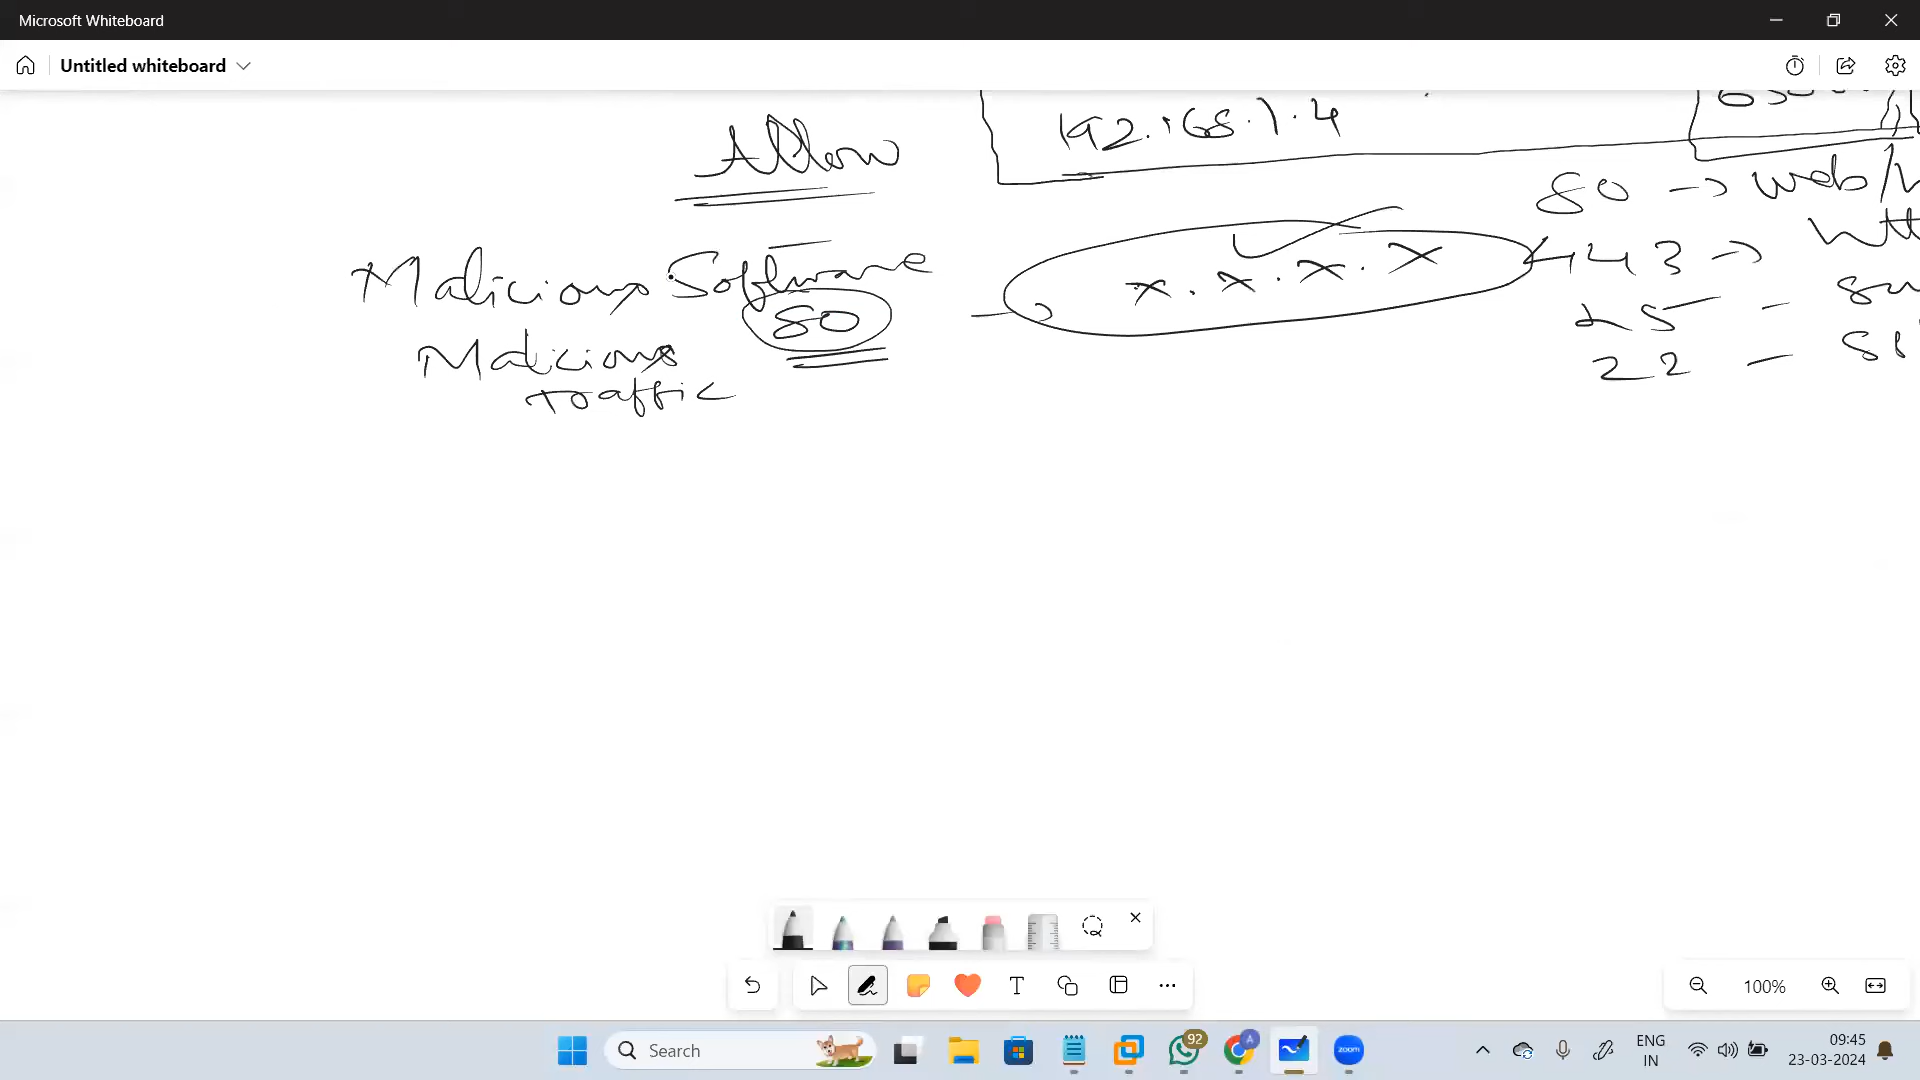 Microsoft Whiteboard
Untitled whiteboard
Allow
192.168.1.4
80 → web/
Malicious Software
x.x.x.x
443 →
80
25 -
Malicious
traffic
22 -
100%
Search
92
A
zoom
ENG
IN
09:45
23-03-2024